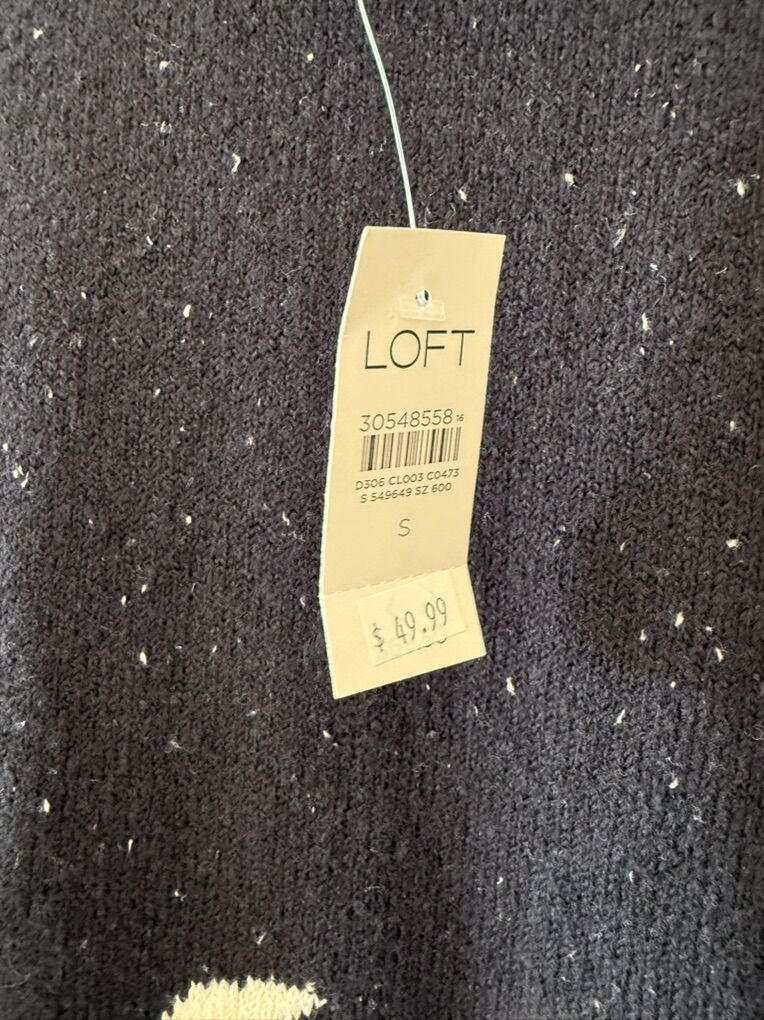 LOFT
30548558 16
D306 CL003 C0473
S 549649 SZ 600
S
$ 49.99